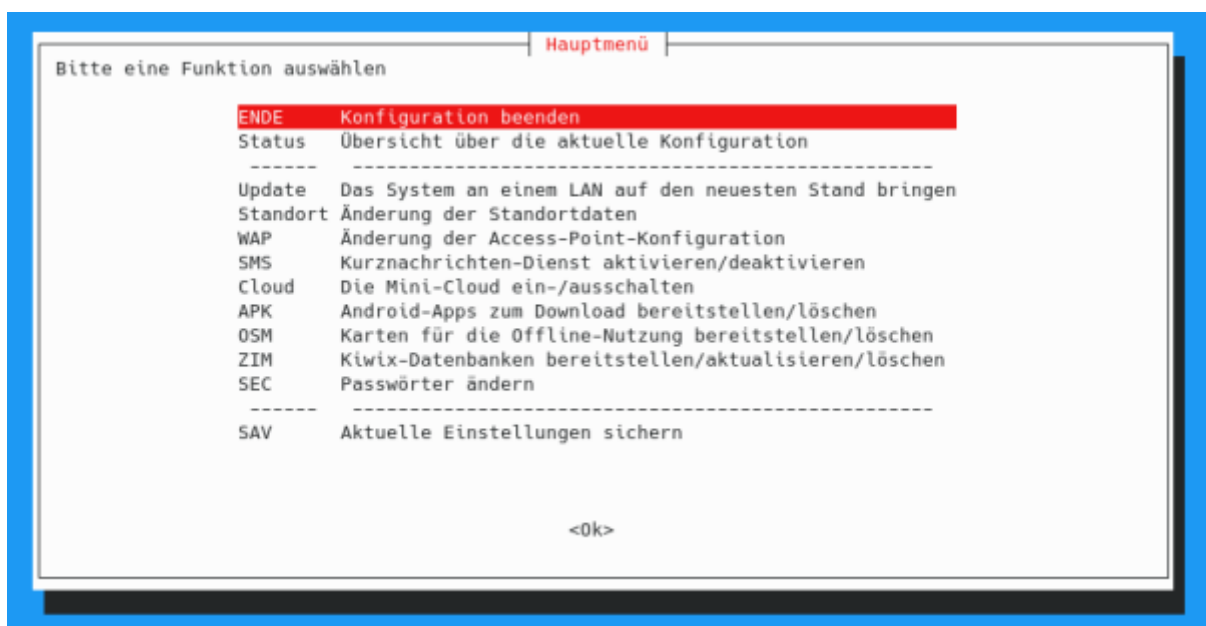 Hauptmenü
Bitte eine Funktion auswählen
ENDE Konfiguration beenden
Status Übersicht über die aktuelle Konfiguration
------ ---------------------------------------------------
Update Das System an einem LAN auf den neuesten Stand bringen
Standort Änderung der Standortdaten
WAP Änderung der Access-Point-Konfiguration
SMS Kurznachrichten-Dienst aktivieren/deaktivieren
Cloud Die Mini-Cloud ein-/ausschalten
APK Android-Apps zum Download bereitstellen/löschen
OSM Karten für die Offline-Nutzung bereitstellen/löschen
ZIM Kiwix-Datenbanken bereitstellen/aktualisieren/löschen
SEC Passwörter ändern
------ ---------------------------------------------------
SAV Aktuelle Einstellungen sichern
<Ok>